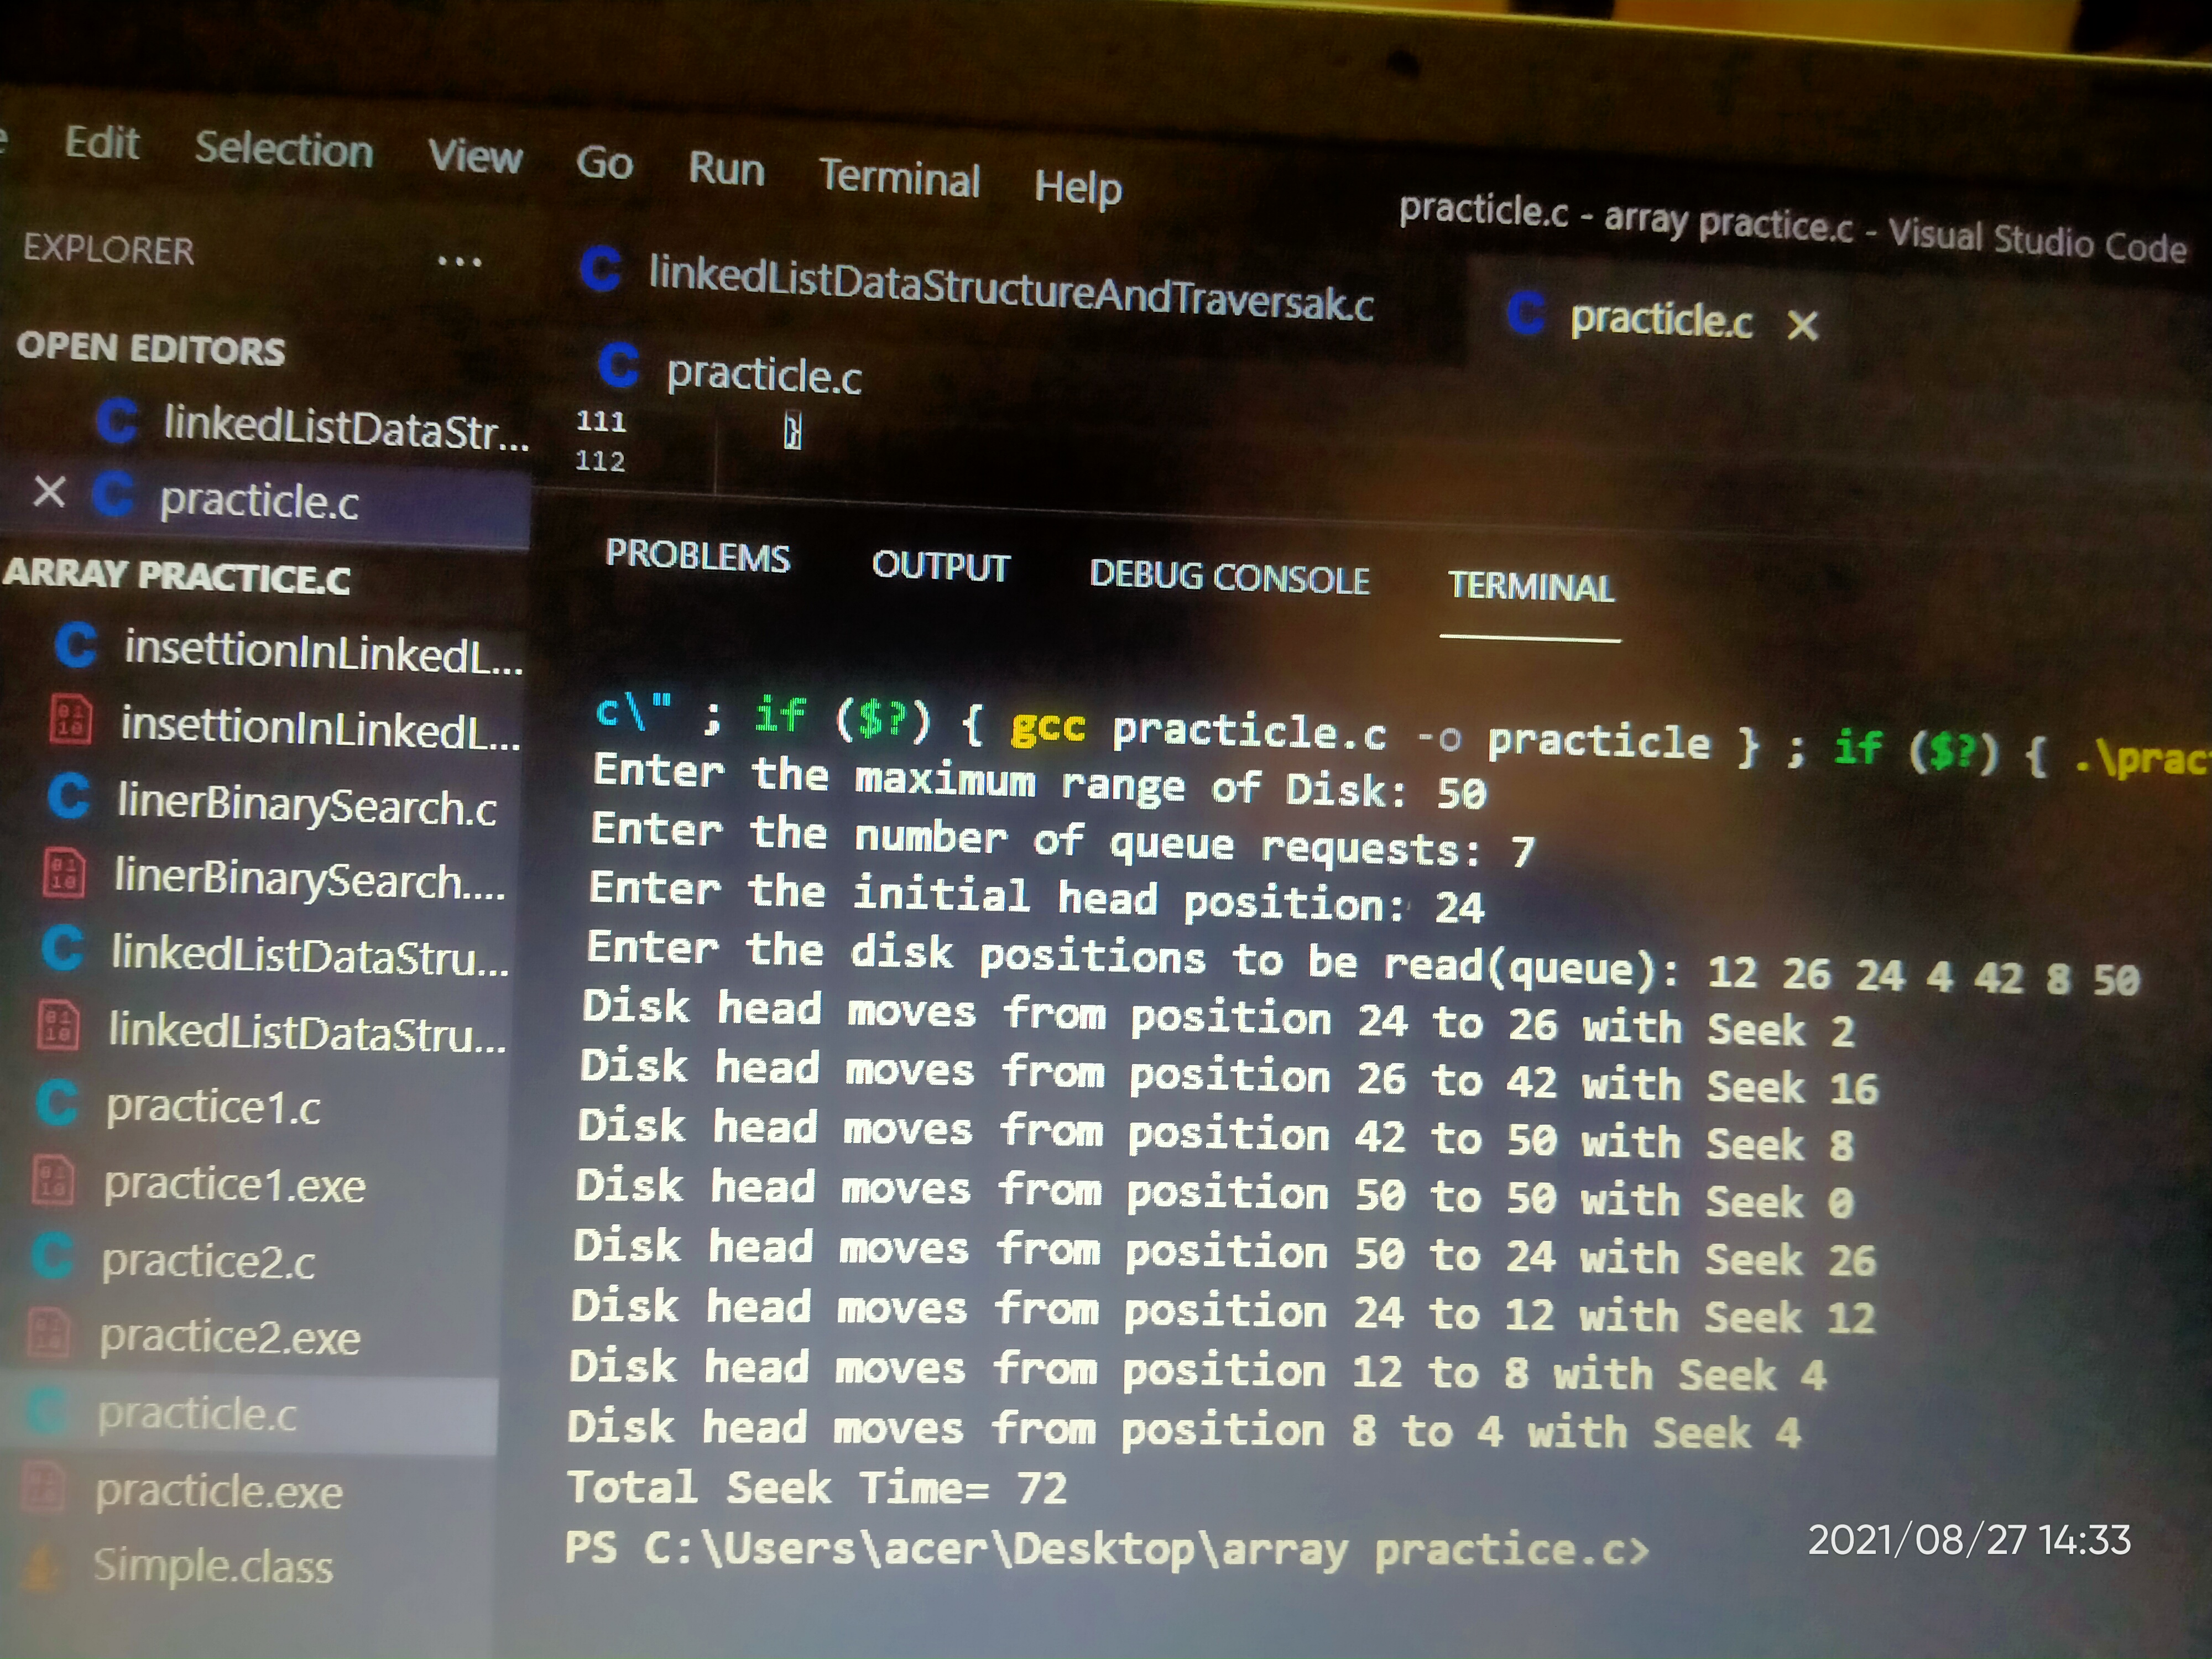 Edit Selection View Go Run Terminal Help
practicle.c - array practice.c - Visual Studio Code
EXPLORER ...
linkedListDataStructureAndTraversak.c
practicle.c
OPEN EDITORS
linkedListDataStr...
practicle.c
practicle.c
111 }
112
ARRAY PRACTICE.C
insettionInLinkedL...
insettionInLinkedL...
linerBinarySearch.c
linerBinarySearch....
linkedListDataStru...
linkedListDataStru...
practice1.c
practice1.exe
practice2.c
practice2.exe
practicle.c
practicle.exe
Simple.class
PROBLEMS OUTPUT DEBUG CONSOLE TERMINAL
c\" ; if ($?) { gcc practicle.c -o practicle } ; if ($?) { .\prac
Enter the maximum range of Disk: 50
Enter the number of queue requests: 7
Enter the initial head position: 24
Enter the disk positions to be read(queue): 12 26 24 4 42 8 50
Disk head moves from position 24 to 26 with Seek 2
Disk head moves from position 26 to 42 with Seek 16
Disk head moves from position 42 to 50 with Seek 8
Disk head moves from position 50 to 50 with Seek 0
Disk head moves from position 50 to 24 with Seek 26
Disk head moves from position 24 to 12 with Seek 12
Disk head moves from position 12 to 8 with Seek 4
Disk head moves from position 8 to 4 with Seek 4
Total Seek Time= 72
PS C:\Users\acer\Desktop\array practice.c>
2021/08/27 14:33